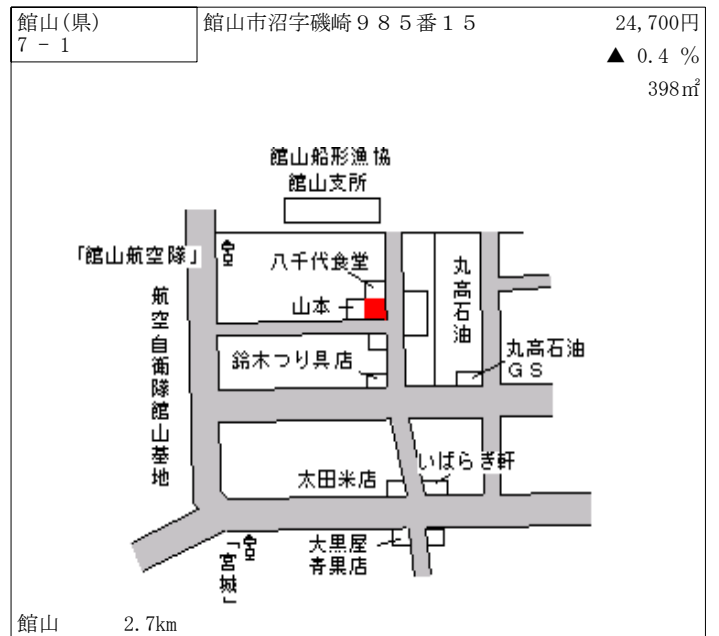 館山(県)
7 - 1
館山市沼字磯崎９８５番１５
24,700円
▲ 0.4 %
398㎡
館山船形漁協
館山支所
「館山航空隊」
八千代食堂
山本
丸高石油
航空自衛隊館山基地
鈴木つり具店
丸高石油
ＧＳ
いばらぎ軒
太田米店
大黒屋
青果店
「宮城」
館山 2.7km